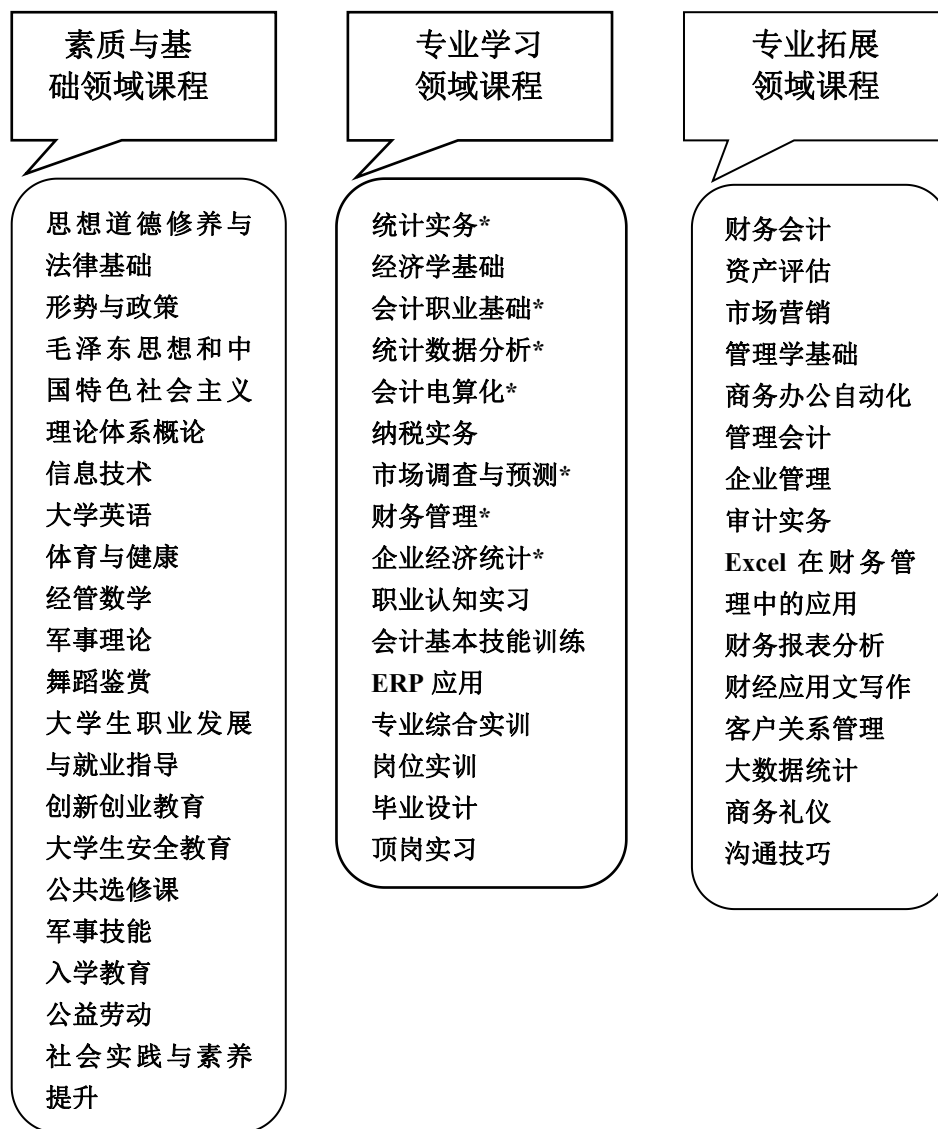 素质与基
础领域课程
思想道德修养与
法律基础
形势与政策
毛泽东思想和中
国特色社会主义
理论体系概论
信息技术
大学英语
体育与健康
经管数学
军事理论
舞蹈鉴赏
大学生职业发展
与就业指导
创新创业教育
大学生安全教育
公共选修课
军事技能
入学教育
公益劳动
社会实践与素养
提升
专业学习
领域课程
统计实务*
经济学基础
会计职业基础*
统计数据分析*
会计电算化*
纳税实务
市场调查与预测*
财务管理*
企业经济统计*
职业认知实习
会计基本技能训练
ERP 应用
专业综合实训
岗位实训
毕业设计
顶岗实习
专业拓展
领域课程
财务会计
资产评估
市场营销
管理学基础
商务办公自动化
管理会计
企业管理
审计实务
Excel 在财务管
理中的应用
财务报表分析
财经应用文写作
客户关系管理
大数据统计
商务礼仪
沟通技巧